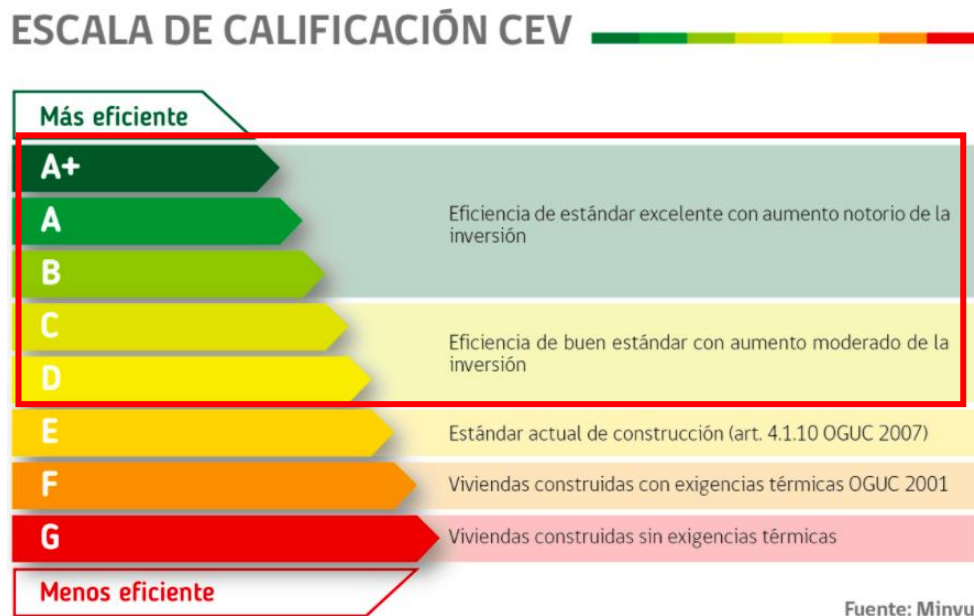 ESCALA DE CALIFICACIÓN CEV
Más eficiente
A+
A
B
Eficiencia de estándar excelente con aumento notorio de la
inversión
C
D
Eficiencia de buen estándar con aumento moderado de la
inversión
E
Estándar actual de construcción (art. 4.1.10 OGUC 2007)
F
Viviendas construidas con exigencias térmicas OGUC 2001
G
Viviendas construidas sin exigencias térmicas
Menos eficiente
Fuente: Minvu